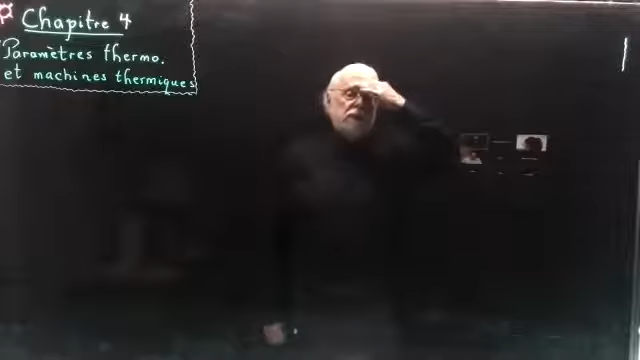 Chapitre 4
Paramètres thermo.
et machines thermiques